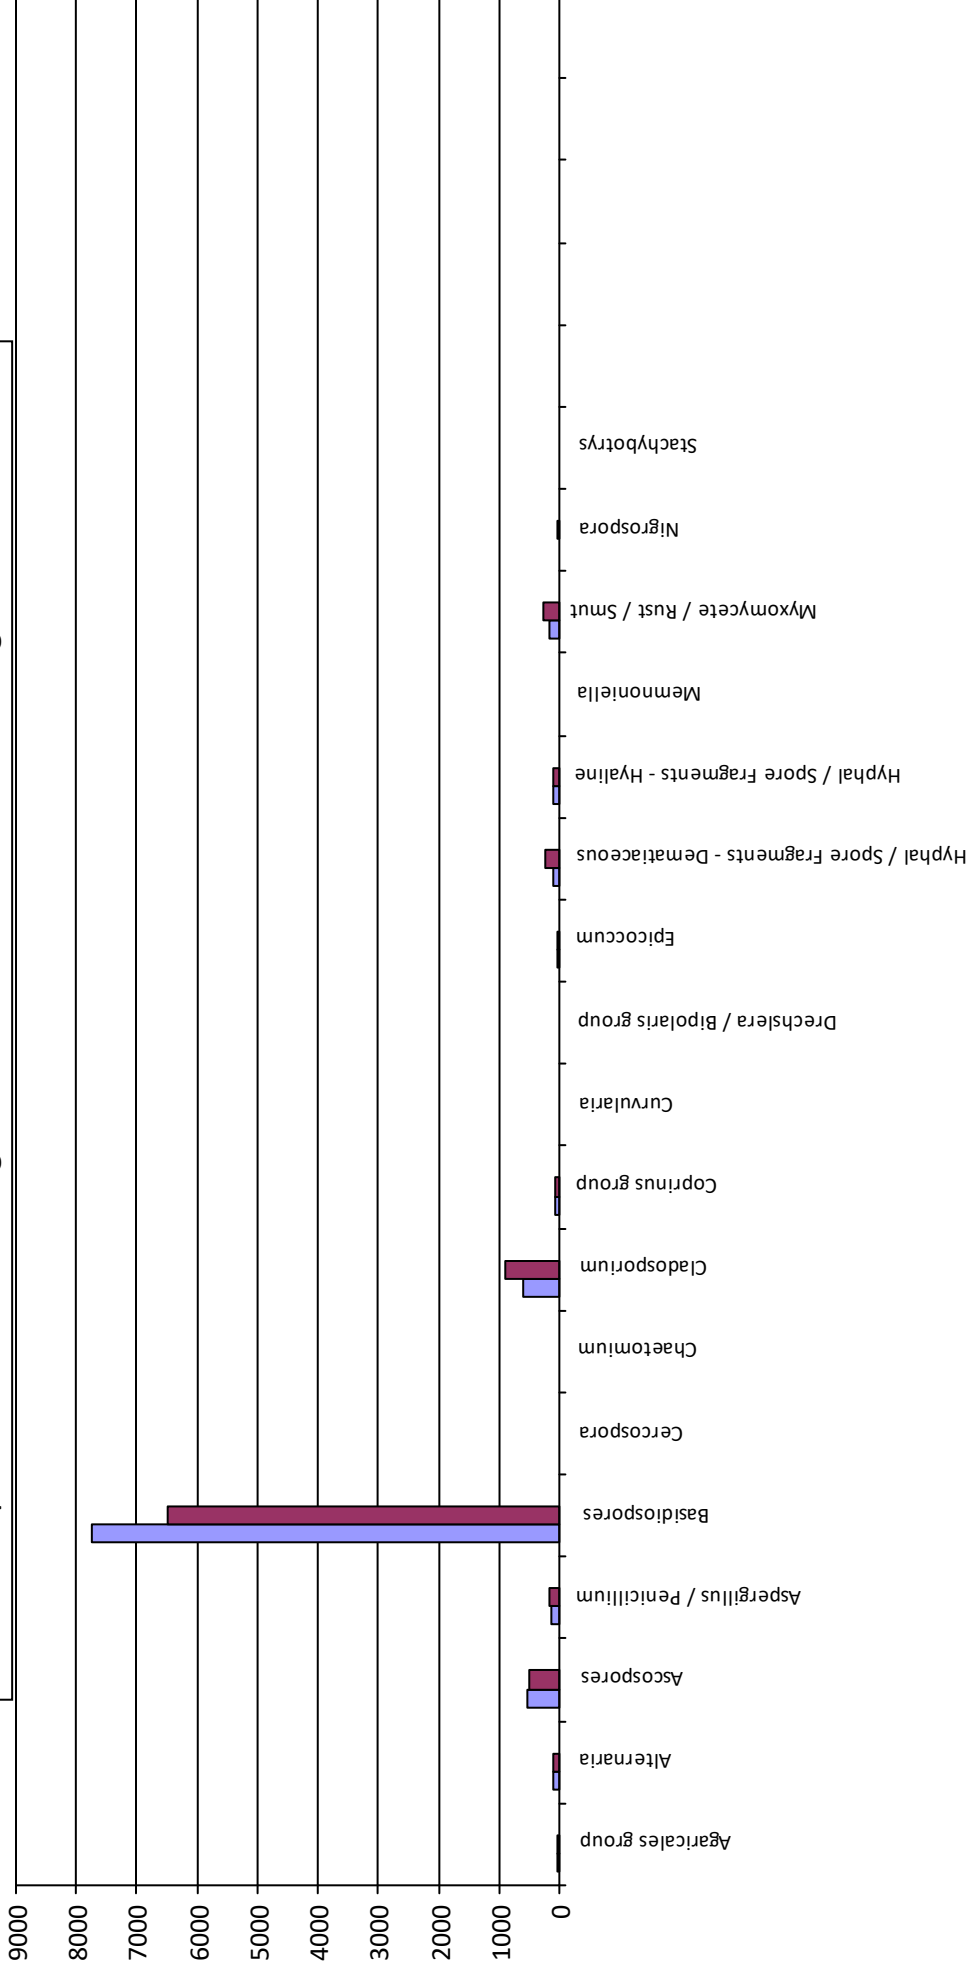 9000
8000
7000
6000
5000
4000
3000
2000
1000
0
Agaricales group
Alternaria
Ascospores
Aspergillus / Penicillium
Basidiospores
Cercospora
Chaetomium
Cladosporium
Coprinus group
Curvularia
Drechslera / Bipolaris group
Epicoccum
Hyphal / Spore Fragments - Dematiaceous
Hyphal / Spore Fragments - Hyaline
Memnoniella
Myxomycete / Rust / Smut
Nigrospora
Stachybotrys